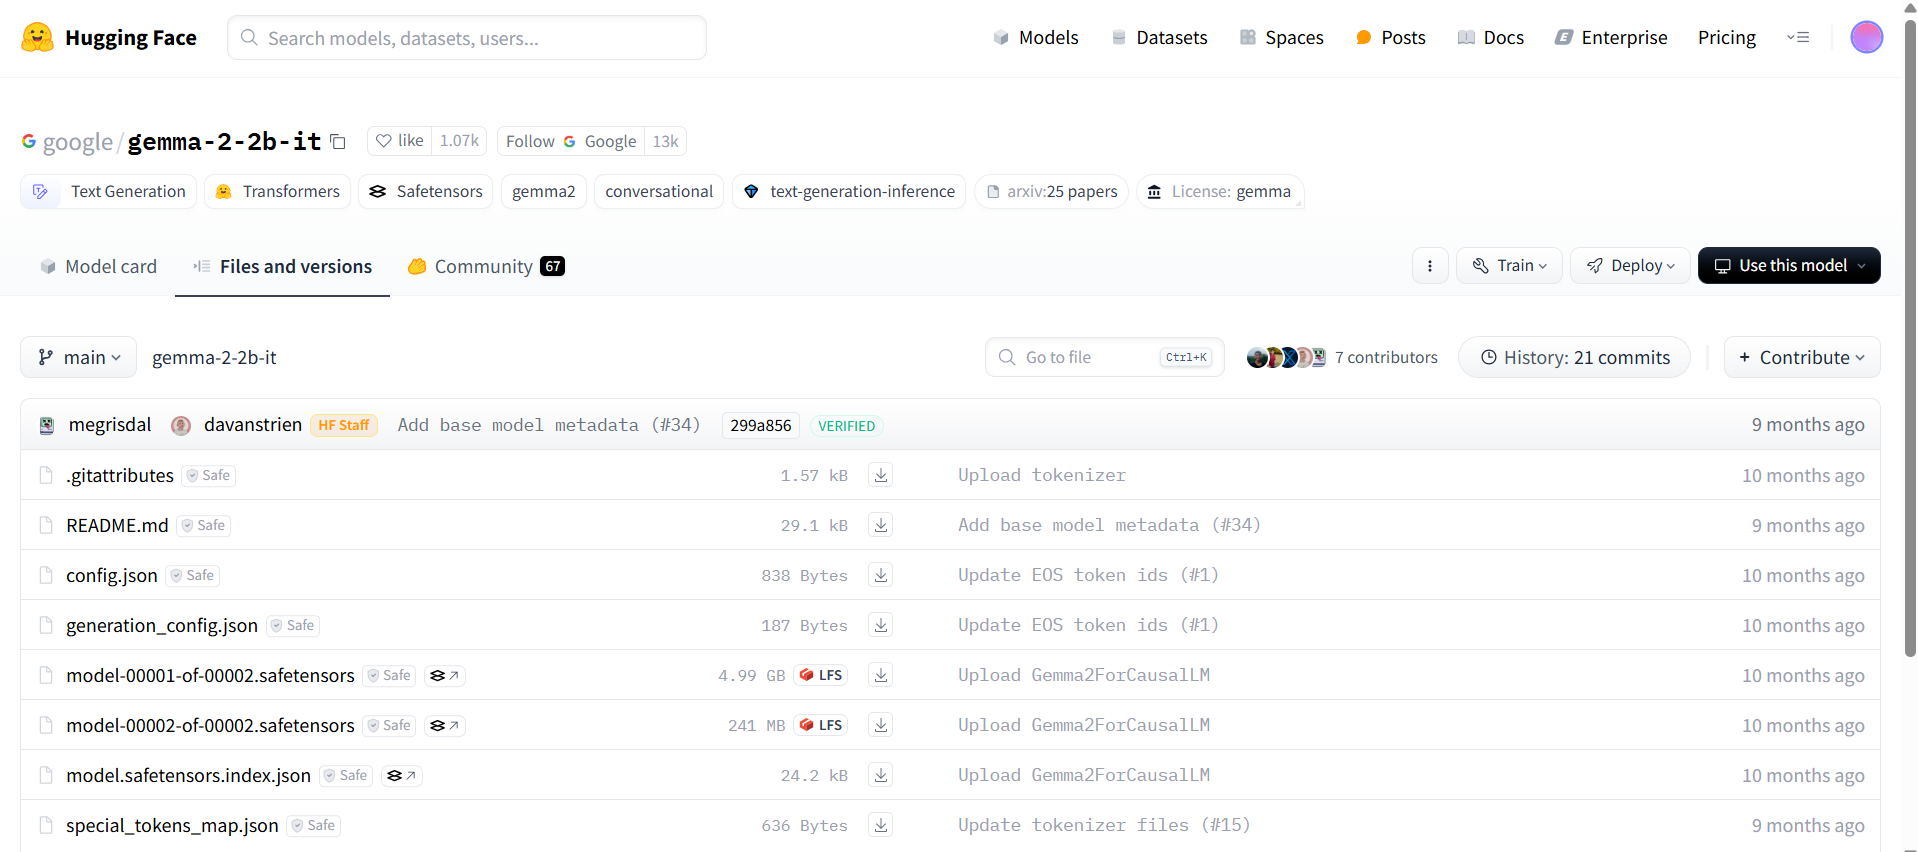 Hugging Face Search models, datasets, users... Models Datasets Spaces Posts Docs Enterprise Pricing
google/gemma-2-2b-it like 1.07k Follow Google 13k
Text Generation Transformers Safetensors gemma2 conversational text-generation-inference arxiv:25 papers License: gemma
Model card Files and versions Community 67 Train Deploy Use this model
main gemma-2-2b-it Go to file Ctrl+K 7 contributors History: 21 commits + Contribute
megrisdal davanstrien HF Staff Add base model metadata (#34) 299a856 VERIFIED 9 months ago
.gitattributes Safe 1.57 kB Upload tokenizer 10 months ago
README.md Safe 29.1 kB Add base model metadata (#34) 9 months ago
config.json Safe 838 Bytes Update EOS token ids (#1) 10 months ago
generation_config.json Safe 187 Bytes Update EOS token ids (#1) 10 months ago
model-00001-of-00002.safetensors Safe 4.99 GB LFS Upload Gemma2ForCausalLM 10 months ago
model-00002-of-00002.safetensors Safe 241 MB LFS Upload Gemma2ForCausalLM 10 months ago
model.safetensors.index.json Safe 24.2 kB Upload Gemma2ForCausalLM 10 months ago
special_tokens_map.json Safe 636 Bytes Update tokenizer files (#15) 9 months ago